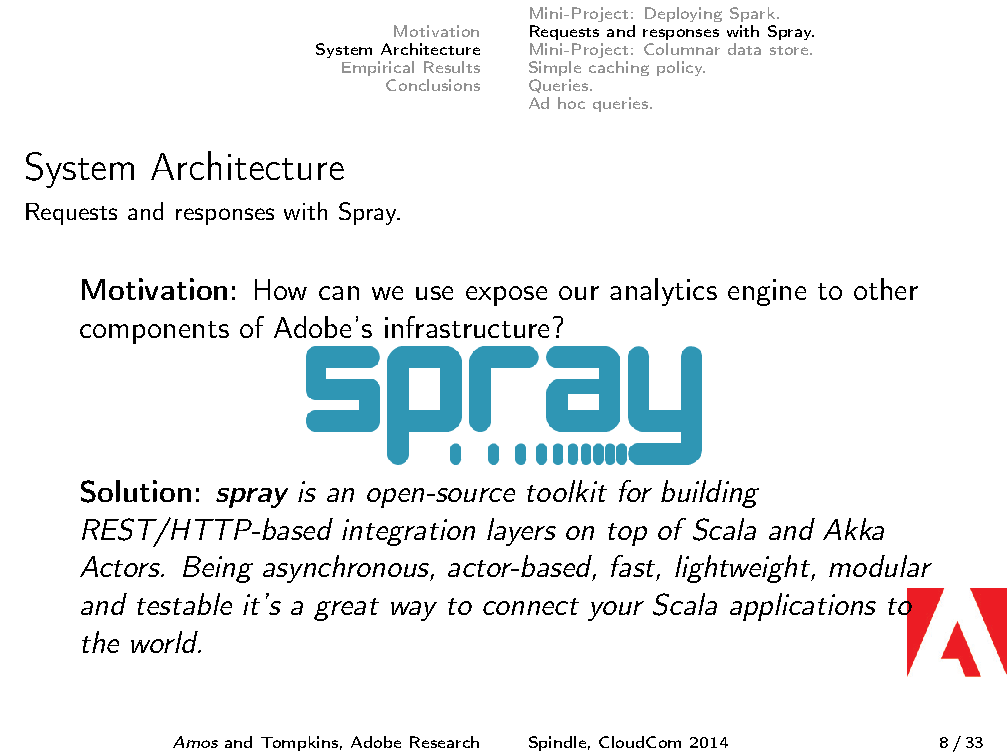 Motivation
System Architecture
Empirical Results
Conclusions
Mini-Project: Deploying Spark.
Requests and responses with Spray.
Mini-Project: Columnar data store.
Simple caching policy.
Queries.
Ad hoc queries.
System Architecture
Requests and responses with Spray.
Motivation: How can we use expose our analytics engine to other
components of Adobe's infrastructure?
spray
Solution: spray is an open-source toolkit for building
REST/HTTP-based integration layers on top of Scala and Akka
Actors. Being asynchronous, actor-based, fast, lightweight, modular
and testable it's a great way to connect your Scala applications to
the world.
Amos and Tompkins, Adobe Research
Spindle, CloudCom 2014
8 / 33